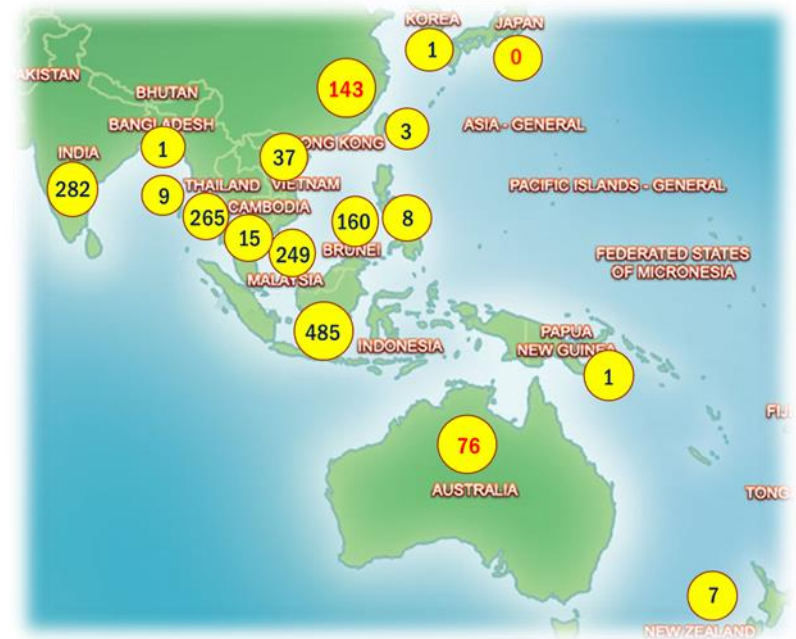 KOREA
JAPAN
1
0
AKISTAN
BHUTAN
143
BANGLADESH
ONG KONG
3
ASIA - GENERAL
INDIA
1
37
282
9
THAILAND
VIETNAM
PACIFIC ISLANDS - GENERAL
265
CAMBODIA
160
8
15
249
BRUNEI
FEDERATED STATES
OF MICRONESIA
MALAYSIA
485
INDONESIA
PAPUA
NEW GUINEA
1
FIJ
76
AUSTRALIA
TONG
7
NEW ZEALAND